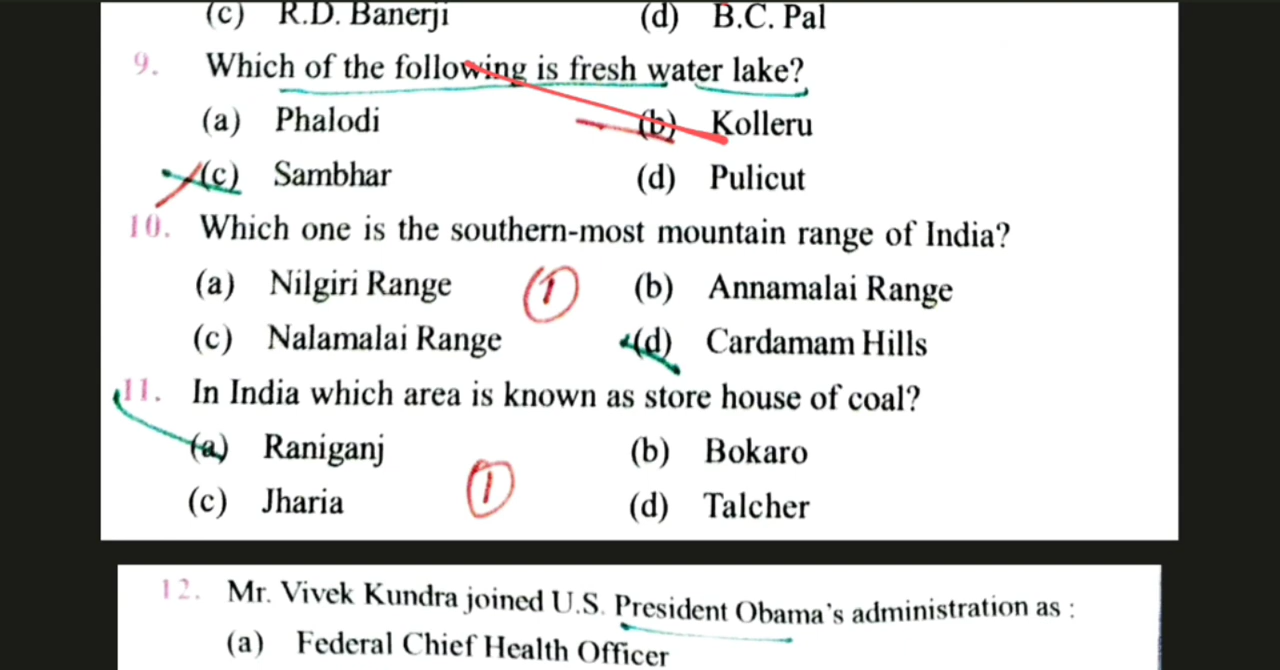 (c) R.D. Banerji (d) B.C. Pal
9. Which of the following is fresh water lake?
(a) Phalodi (b) Kolleru
(c) Sambhar (d) Pulicut
10. Which one is the southern-most mountain range of India?
(a) Nilgiri Range (b) Annamalai Range
1
(c) Nalamalai Range (d) Cardamam Hills
11. In India which area is known as store house of coal?
(a) Raniganj (b) Bokaro
1
(c) Jharia (d) Talcher
12. Mr. Vivek Kundra joined U.S. President Obama's administration as :
(a) Federal Chief Health Officer